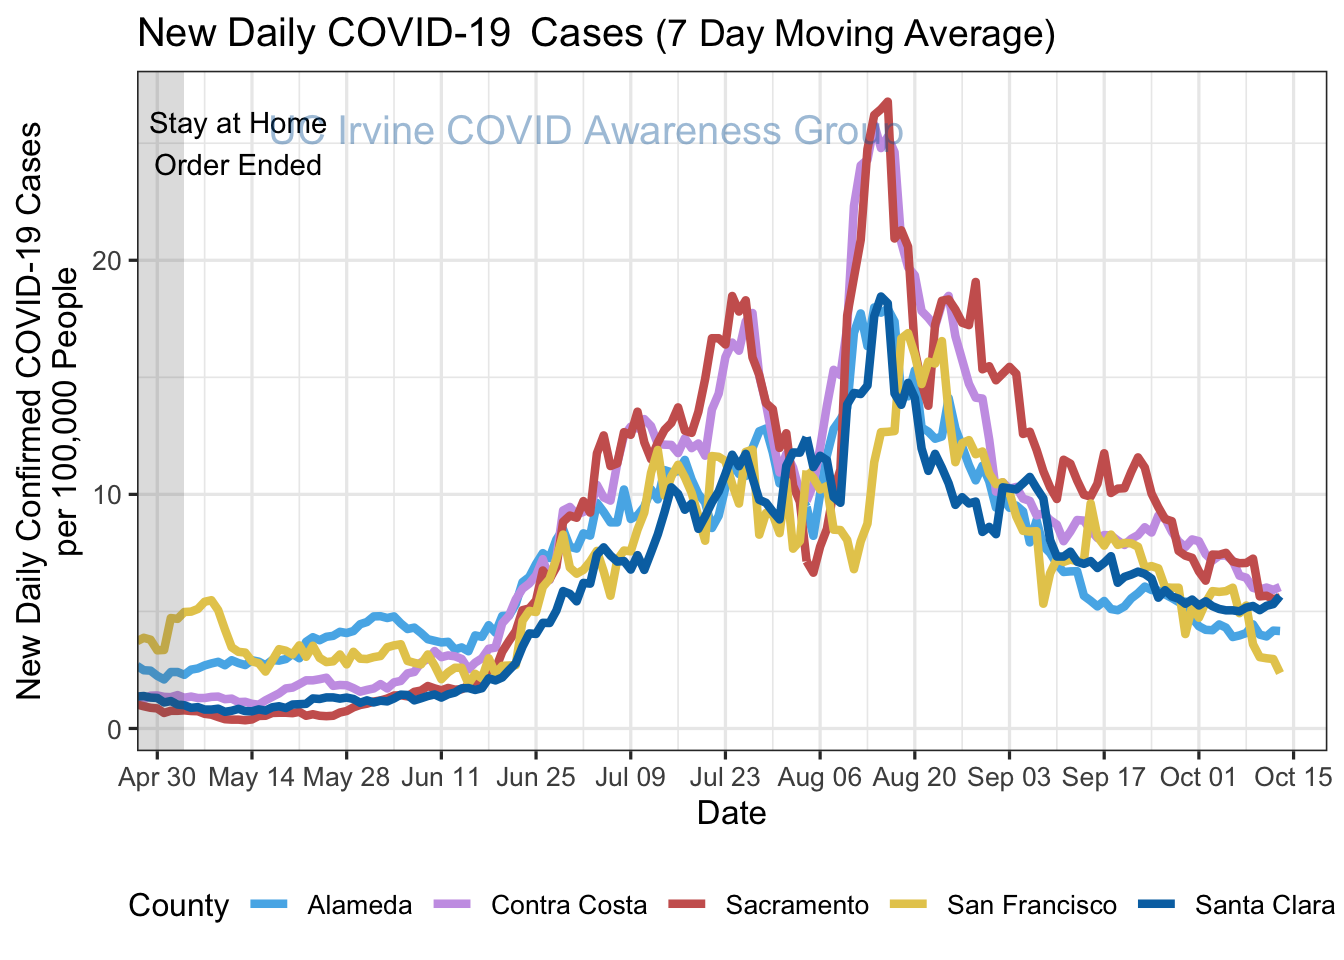 New Daily COVID-19  Cases (7 Day Moving Average)
New Daily Confirmed COVID-19 Cases
per 100,000 People
Stay at Home
Order Ended
UC Irvine COVID Awareness Group
20
10
0
Apr 30 May 14 May 28 Jun 11 Jun 25 Jul 09 Jul 23 Aug 06 Aug 20 Sep 03 Sep 17 Oct 01 Oct 15
Date
County Alameda Contra Costa Sacramento San Francisco Santa Clara